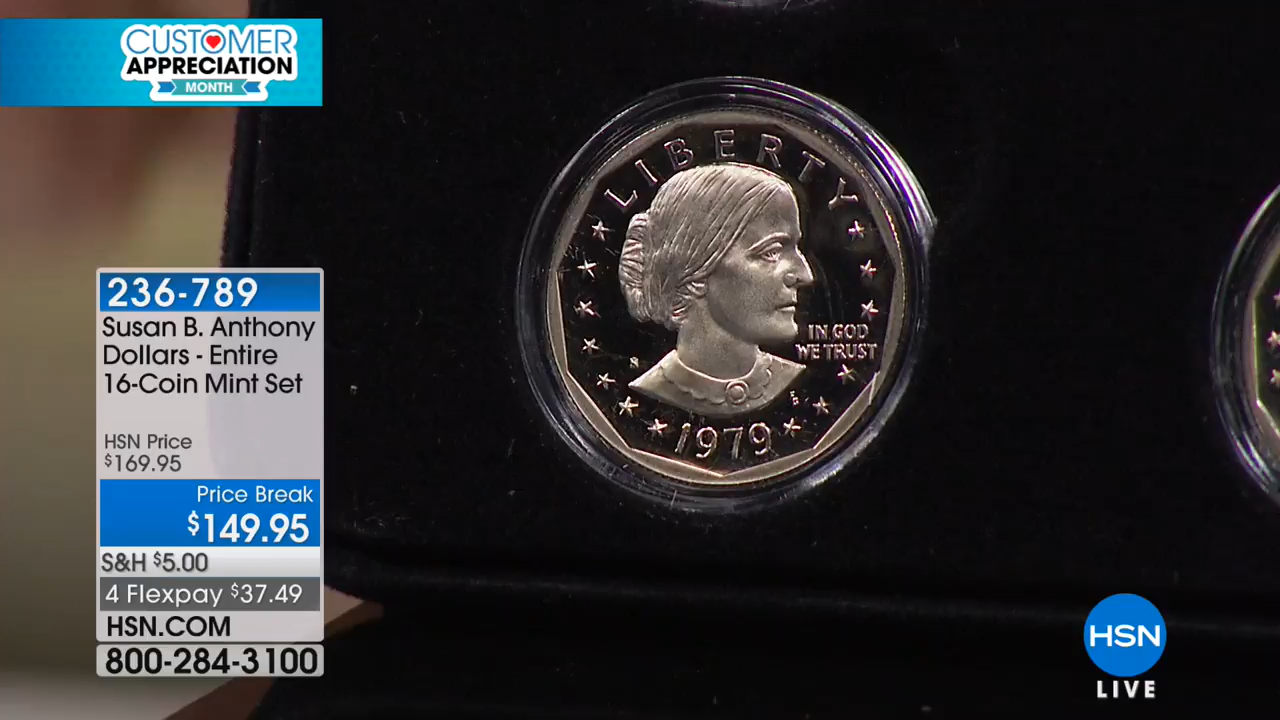 CUSTOMER
APPRECIATION
MONTH
236-789
Susan B. Anthony
Dollars - Entire
16-Coin Mint Set
HSN Price
$169.95
Price Break
$149.95
S&H $5.00
4 Flexpay $37.49
HSN.COM
800-284-3100
LIBERTY
IN GOD
WE TRUST
S
1979
HSN
LIVE